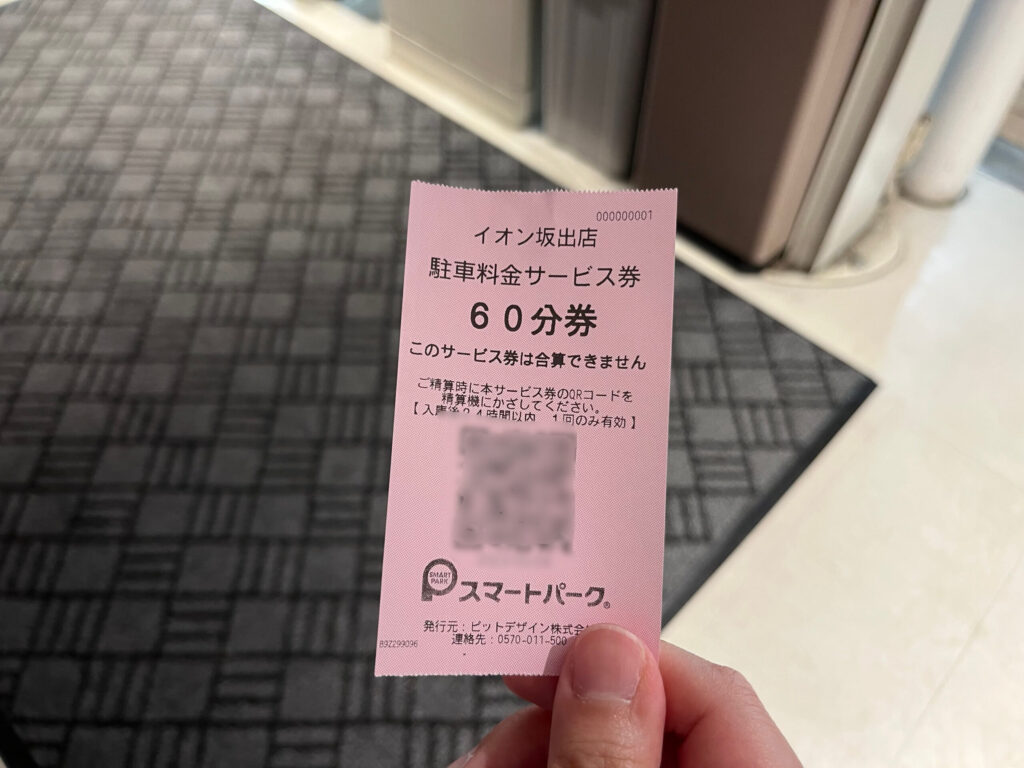 000000001
イオン坂出店
駐車料金サービス券
60分券
このサービス券は合算できません
ご精算時に本サービス券のQRコードを
精算機にかざしてください。
【入庫後24時間以内 1回のみ有効】
SMART
PARK
スマートパーク®
発行元:ピットデザイン株式会
連絡先:0570-011-500
B9Z299096